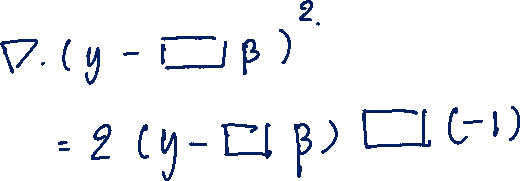 ∇.(y - □ β)².
= 2 (y - □ β) □ (-1)